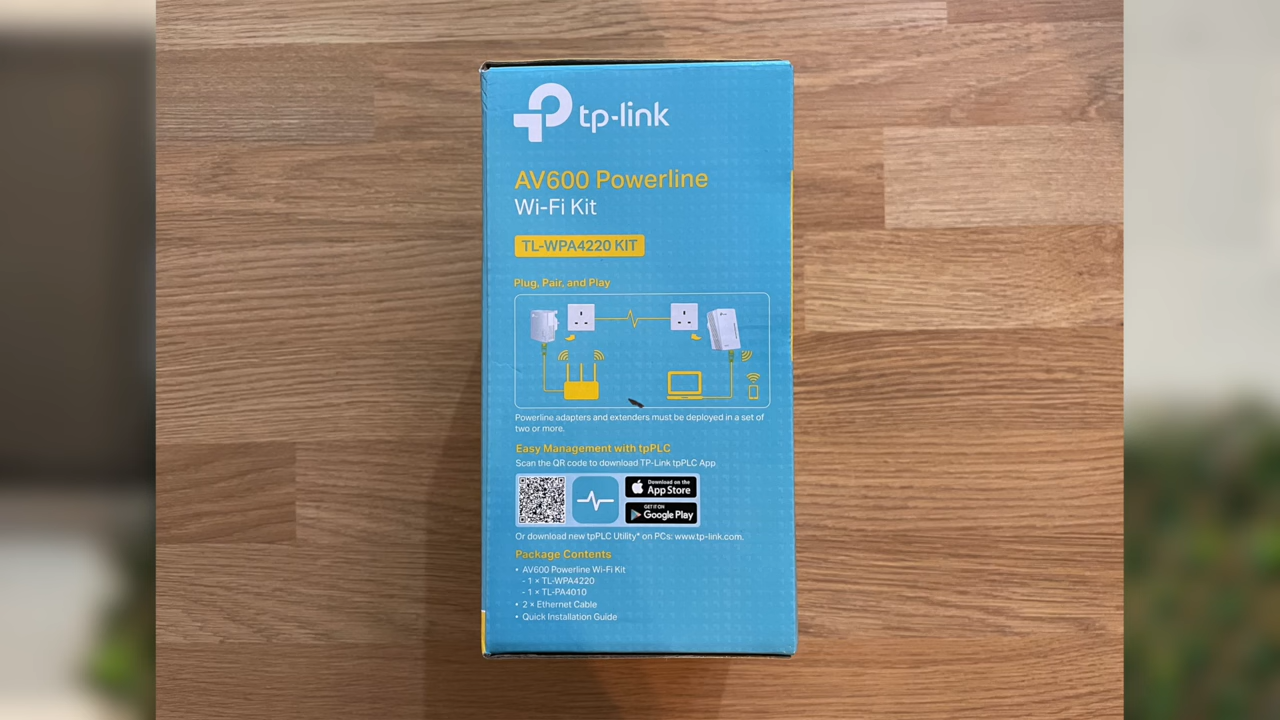 tp-link
AV600 Powerline
Wi-Fi Kit
TL-WPA4220 KIT
Plug, Pair, and Play
Powerline adapters and extenders must be deployed in a set of
two or more.
Easy Management with tpPLC
Scan the QR code to download TP-Link tpPLC App
Download on the
App Store
GET IT ON
Google Play
Or download new tpPLC Utility* on PCs: www.tp-link.com.
Package Contents
• AV600 Powerline Wi-Fi Kit
- 1 × TL-WPA4220
- 1 × TL-PA4010
• 2 × Ethernet Cable
• Quick Installation Guide